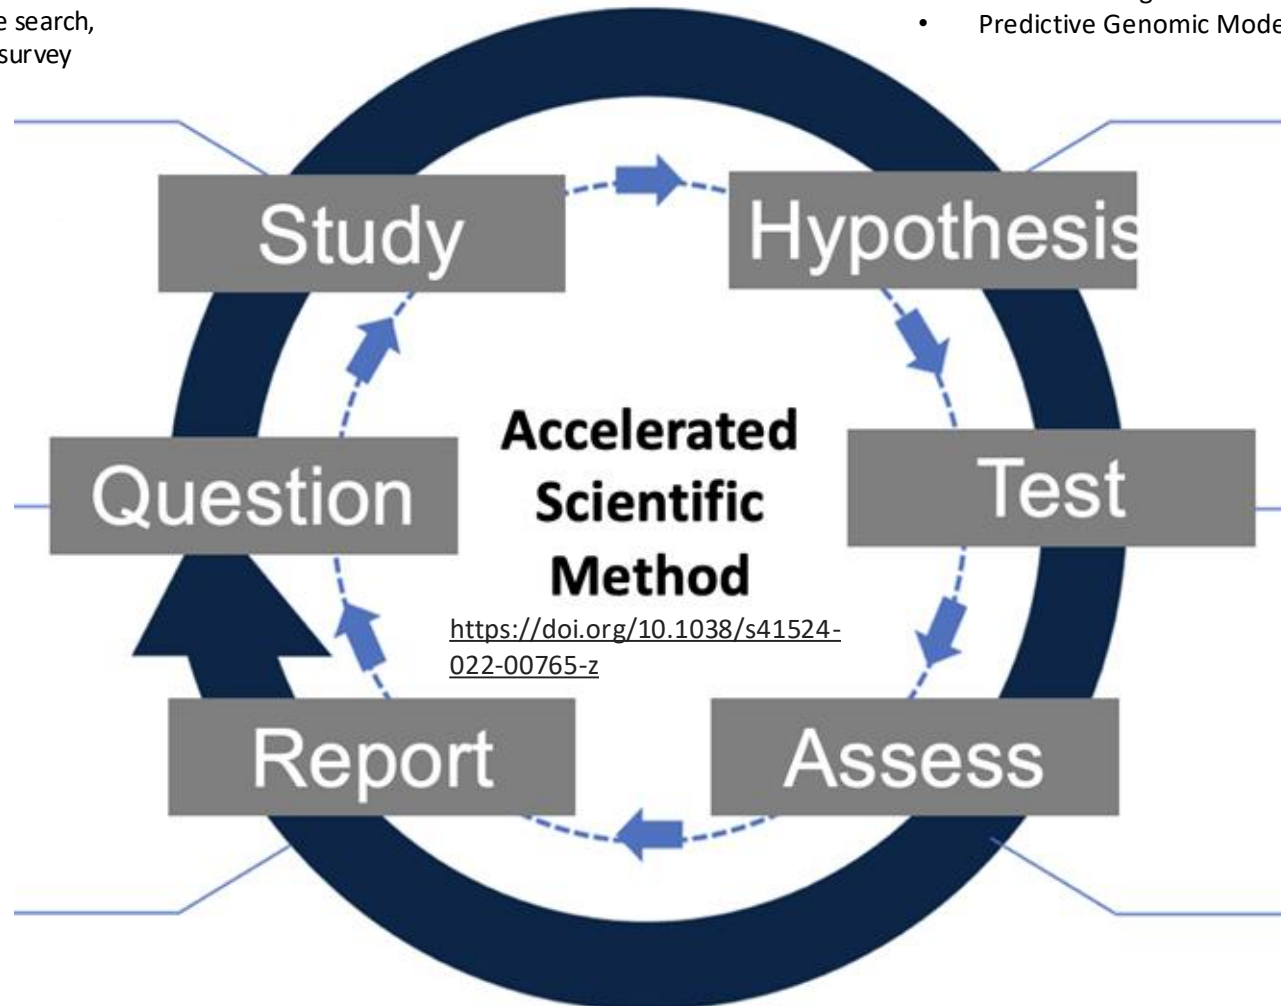 e search,
survey
• Predictive Genomic Mode
Study
Hypothesis
Question
Accelerated
Scientific
Method
https://doi.org/10.1038/s41524-
022-00765-z
Test
Report
Assess